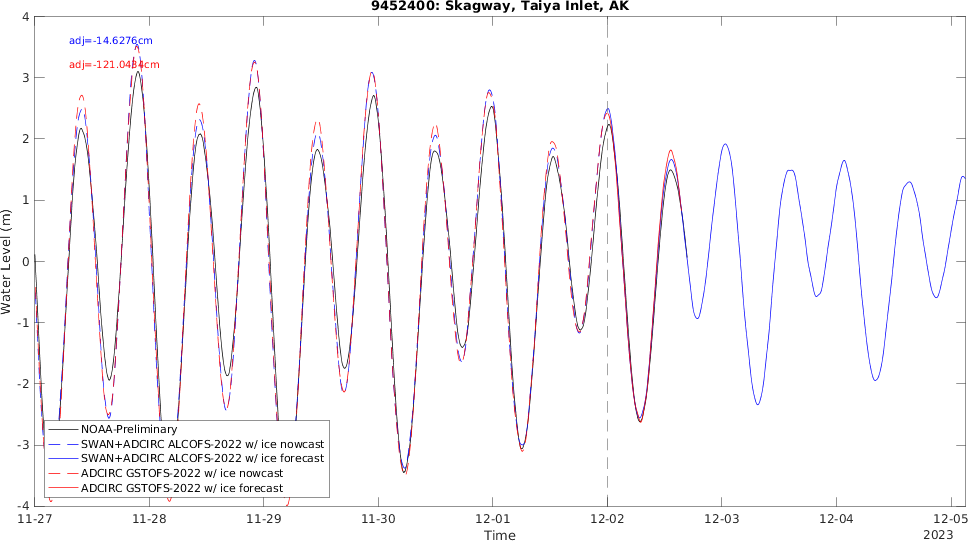 9452400: Skagway, Taiya Inlet, AK
adj=-14.6276cm
adj=-121.0434cm
Water Level (m)
4
3
2
1
0
-1
-2
-3
-4
NOAA-Preliminary
SWAN+ADCIRC ALCOFS-2022 w/ ice nowcast
SWAN+ADCIRC ALCOFS-2022 w/ ice forecast
ADCIRC GSTOFS-2022 w/ ice nowcast
ADCIRC GSTOFS-2022 w/ ice forecast
11-27 11-28 11-29 11-30 12-01 12-02 12-03 12-04 12-05
Time
2023